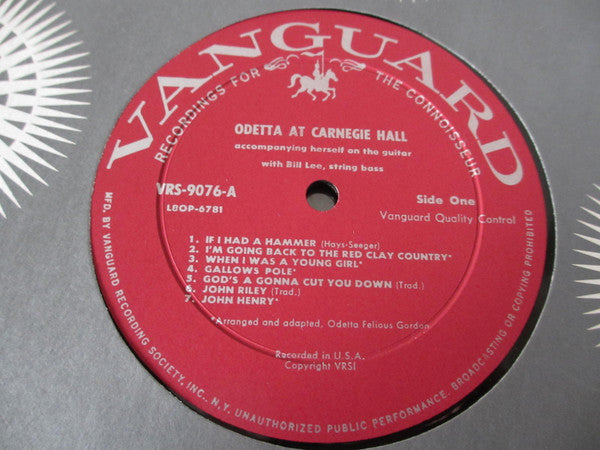 VANGUARD
RECORDINGS FOR THE CONNOISSEUR
ODETTA AT CARNEGIE HALL
accompanying herself on the guitar
with Bill Lee, string bass
VRS-9076-A
Side One
L8OP-6781
Vanguard Quality Control
1. IF I HAD A HAMMER (Hays-Seeger)
2. I'M GOING BACK TO THE RED CLAY COUNTRY*
3. WHEN I WAS A YOUNG GIRL*
4. GALLOWS POLE*
5. GOD'S A GONNA CUT YOU DOWN (Trad.)
6. JOHN RILEY (Trad.)
7. JOHN HENRY*
*Arranged and adapted, Odetta Felious Gordon
Recorded in U.S.A.
Copyright VRSI
MFD. BY VANGUARD RECORDING SOCIETY, INC., N.Y. UNAUTHORIZED PUBLIC PERFORMANCE, BROADCASTING OR COPYING PROHIBITED